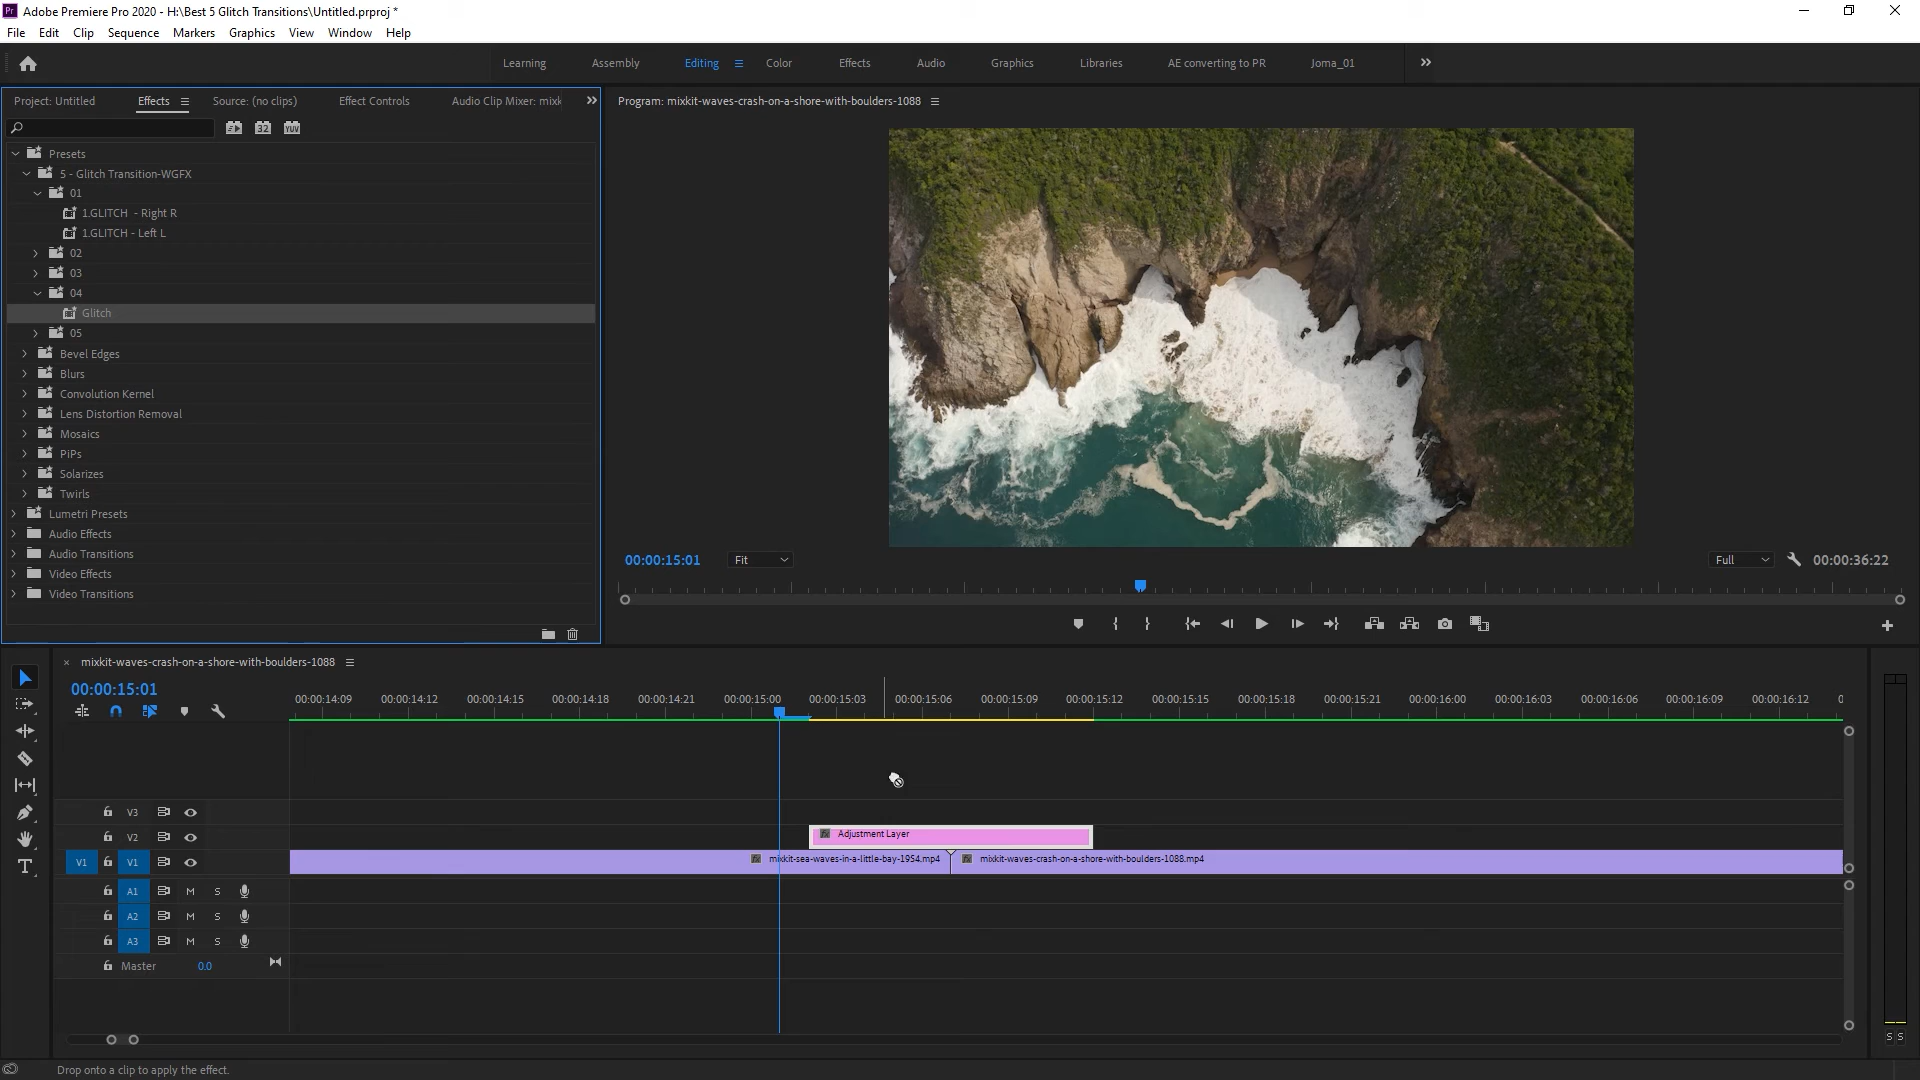 Adobe Premiere Pro 2020 - H:\Best 5 Glitch Transitions\Untitled.prproj *
File Edit Clip Sequence Markers Graphics View Window Help
Learning Assembly Editing Color Effects Audio Graphics Libraries AE converting to PR Joma_01
Project: Untitled Effects Source: (no clips) Effect Controls Audio Clip Mixer: mixk
Program: mixkit-waves-crash-on-a-shore-with-boulders-1088
32 YUV
Presets
5 - Glitch Transition-WGFX
01
1.GLITCH - Right R
1.GLITCH - Left L
02
03
04
Glitch
05
Bevel Edges
Blurs
Convolution Kernel
Lens Distortion Removal
Mosaics
PiPs
Solarizes
Twirls
Lumetri Presets
Audio Effects
Audio Transitions
Video Effects
Video Transitions
00:00:15:01 Fit Full 00:00:36:22
mixkit-waves-crash-on-a-shore-with-boulders-1088
00:00:15:01
00:00:14:09 00:00:14:12 00:00:14:15 00:00:14:18 00:00:14:21 00:00:15:00 00:00:15:03 00:00:15:06 00:00:15:09 00:00:15:12 00:00:15:15 00:00:15:18 00:00:15:21 00:00:16:00 00:00:16:03 00:00:16:06 00:00:16:09 00:00:16:12 0
V3
V2 Adjustment Layer
V1 V1 mixkit-sea-waves-in-a-little-bay-1954.mp4 mixkit-waves-crash-on-a-shore-with-boulders-1088.mp4
A1 M S
A2 M S
A3 M S
Master 0.0
S S
Drop onto a clip to apply the effect.